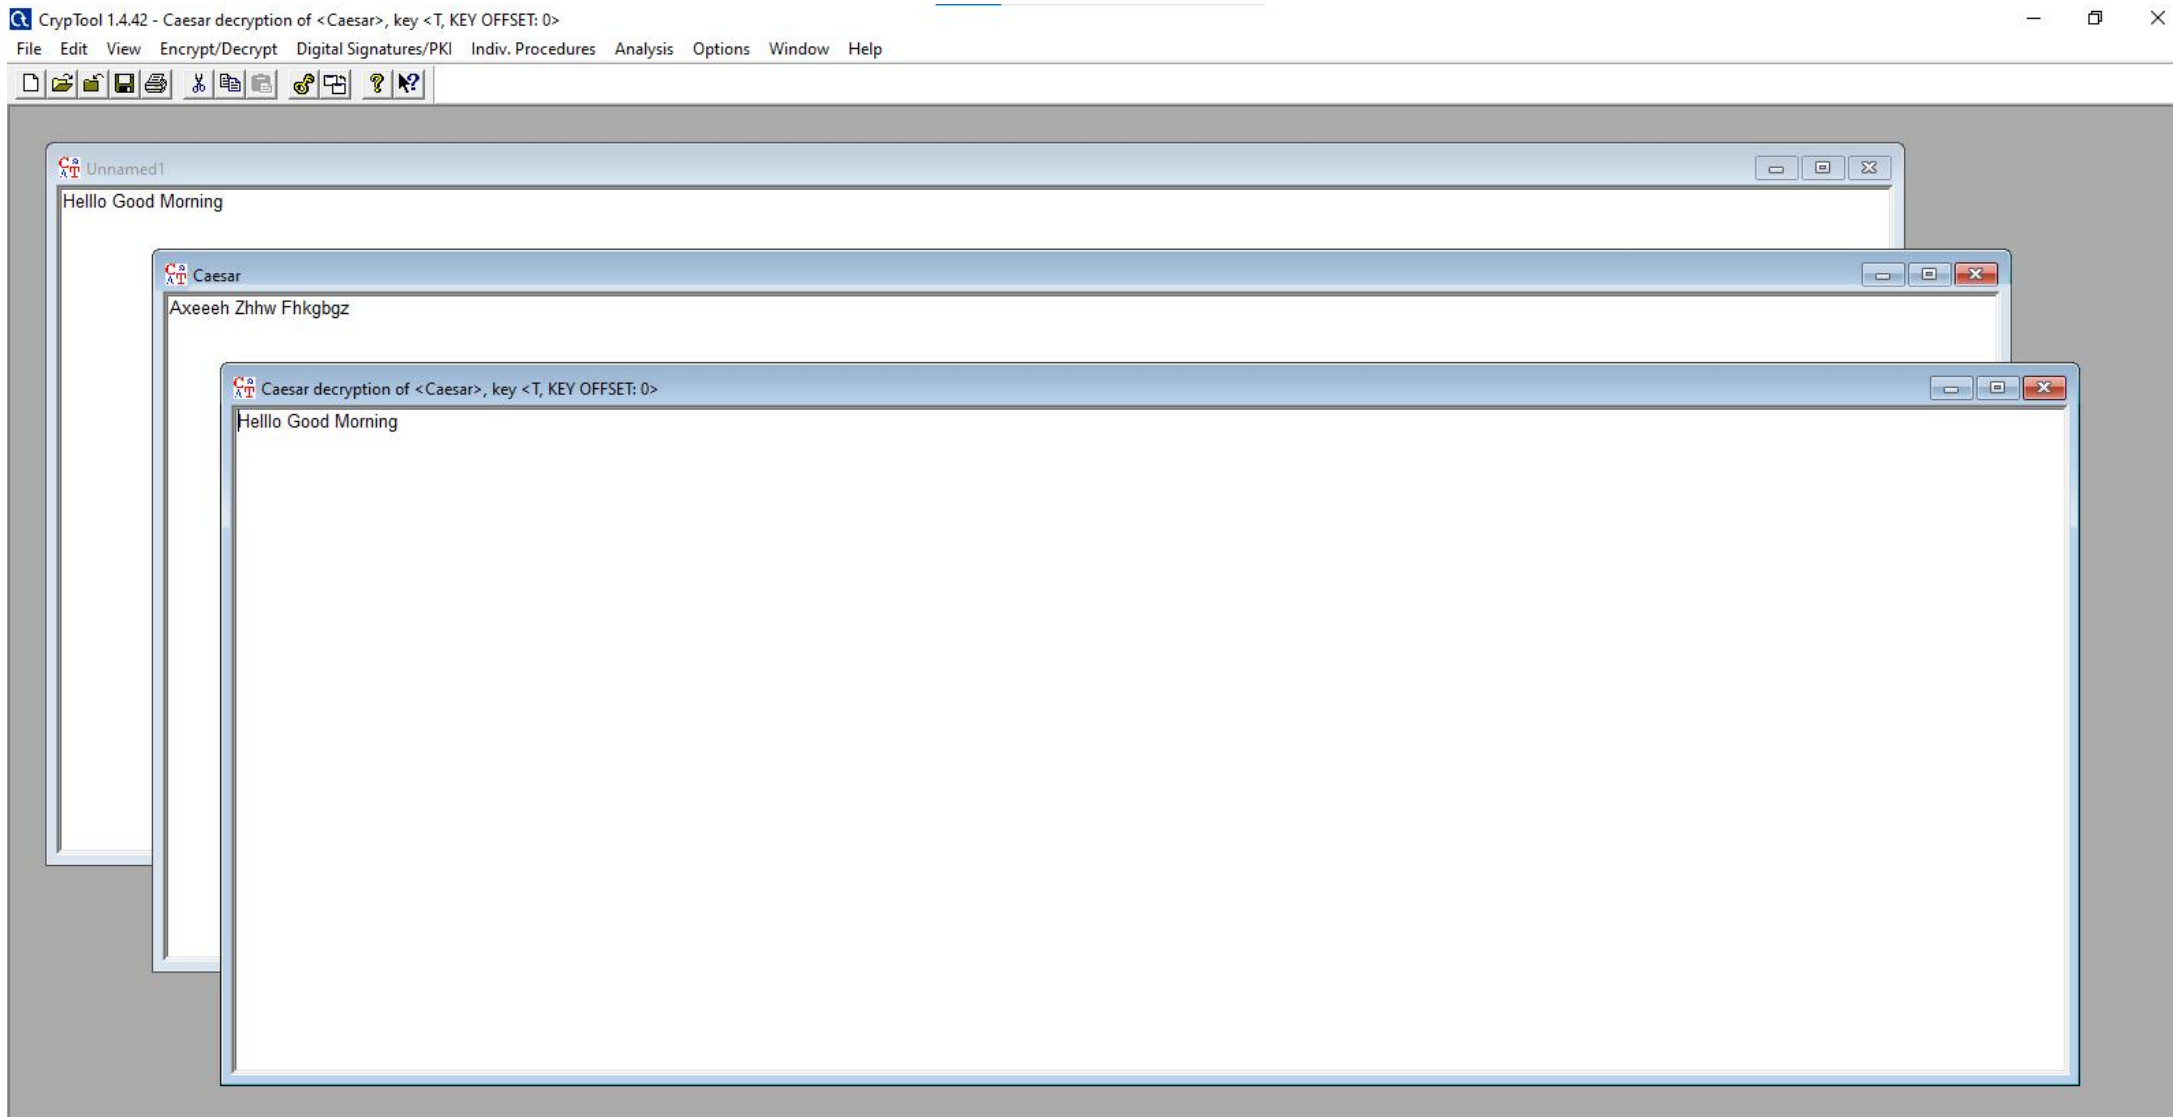 CrypTool 1.4.42 - Caesar decryption of <Caesar>, key <T, KEY OFFSET: 0>
File Edit View Encrypt/Decrypt Digital Signatures/PKI Indiv. Procedures Analysis Options Window Help
Unnamed1
Helllo Good Morning
Caesar
Axeeeh Zhhw Fhkgbgz
Caesar decryption of <Caesar>, key <T, KEY OFFSET: 0>
Helllo Good Morning